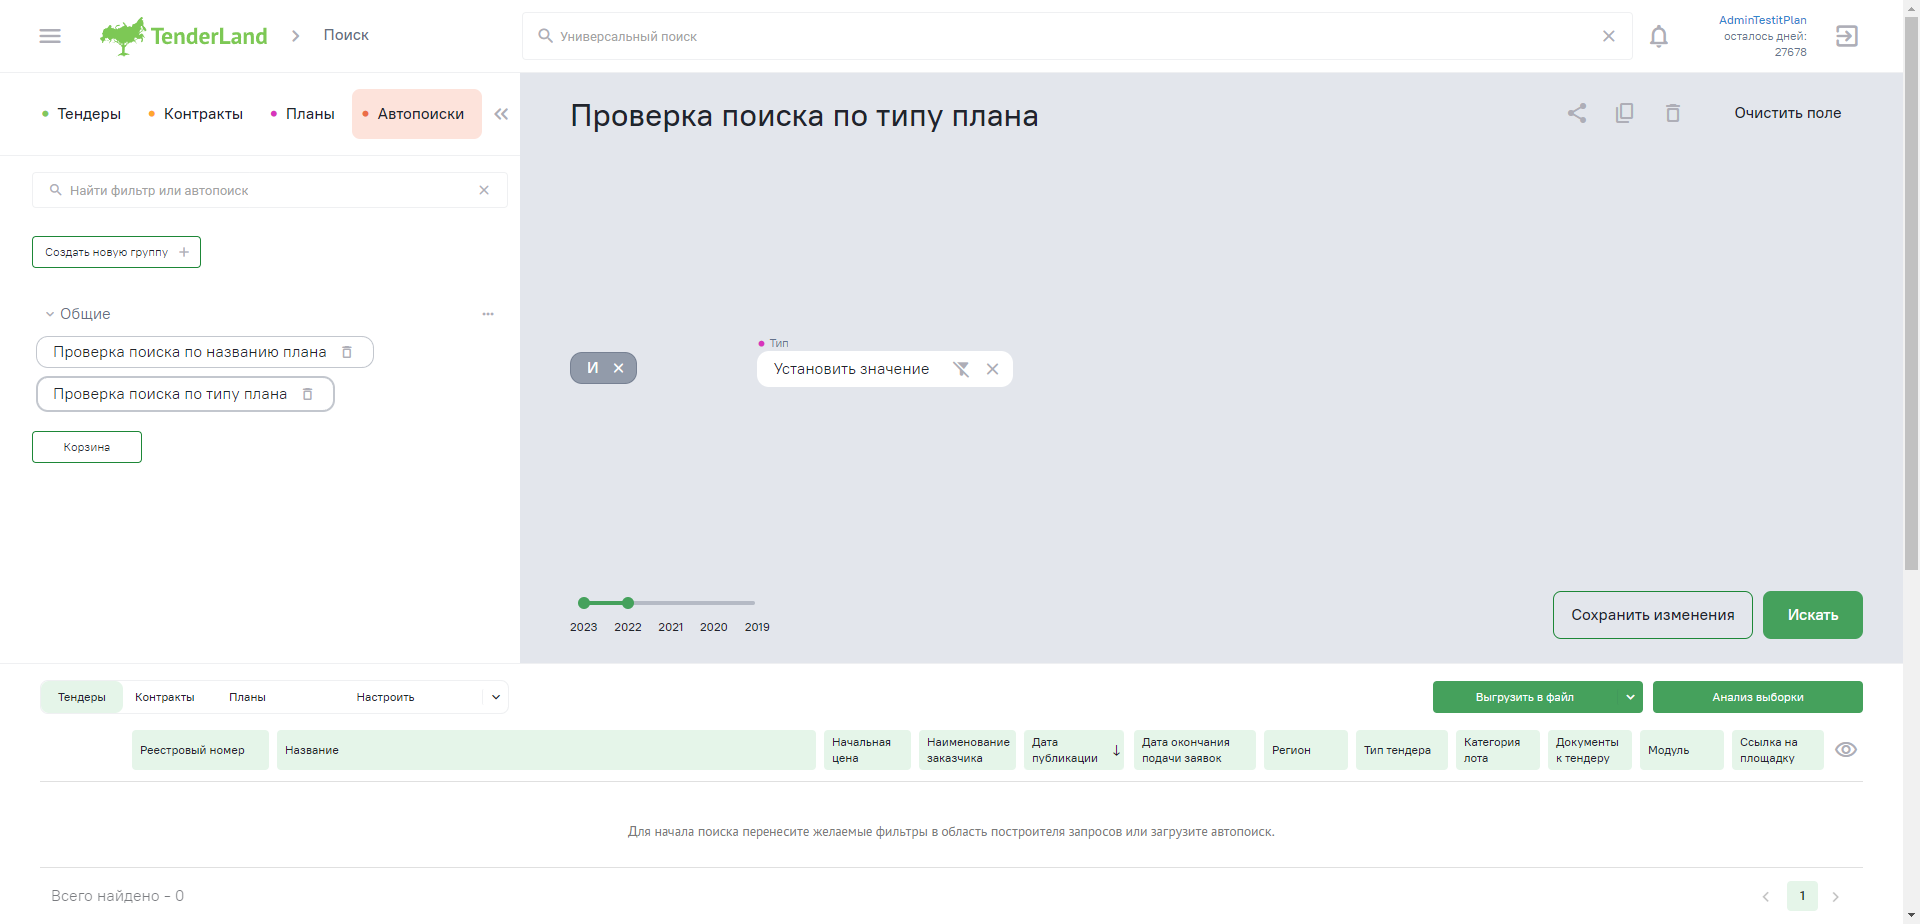 TenderLand
Поиск
Универсальный поиск
AdminTestitPlan
осталось дней:
27678
Тендеры
Контракты
Планы
Автопоиски
Найти фильтр или автопоиск
Создать новую группу
Общие
Проверка поиска по названию плана
Проверка поиска по типу плана
Корзина
Проверка поиска по типу плана
Очистить поле
И
Тип
Установить значение
2023 2022 2021 2020 2019
Сохранить изменения
Искать
Тендеры
Контракты
Планы
Настроить
Выгрузить в файл
Анализ выборки
Реестровый номер
Название
Начальная
цена
Наименование
заказчика
Дата
публикации
Дата окончания
подачи заявок
Регион
Тип тендера
Категория
лота
Документы
к тендеру
Модуль
Ссылка на
площадку
Для начала поиска перенесите желаемые фильтры в область построителя запросов или загрузите автопоиск.
Всего найдено - 0
1